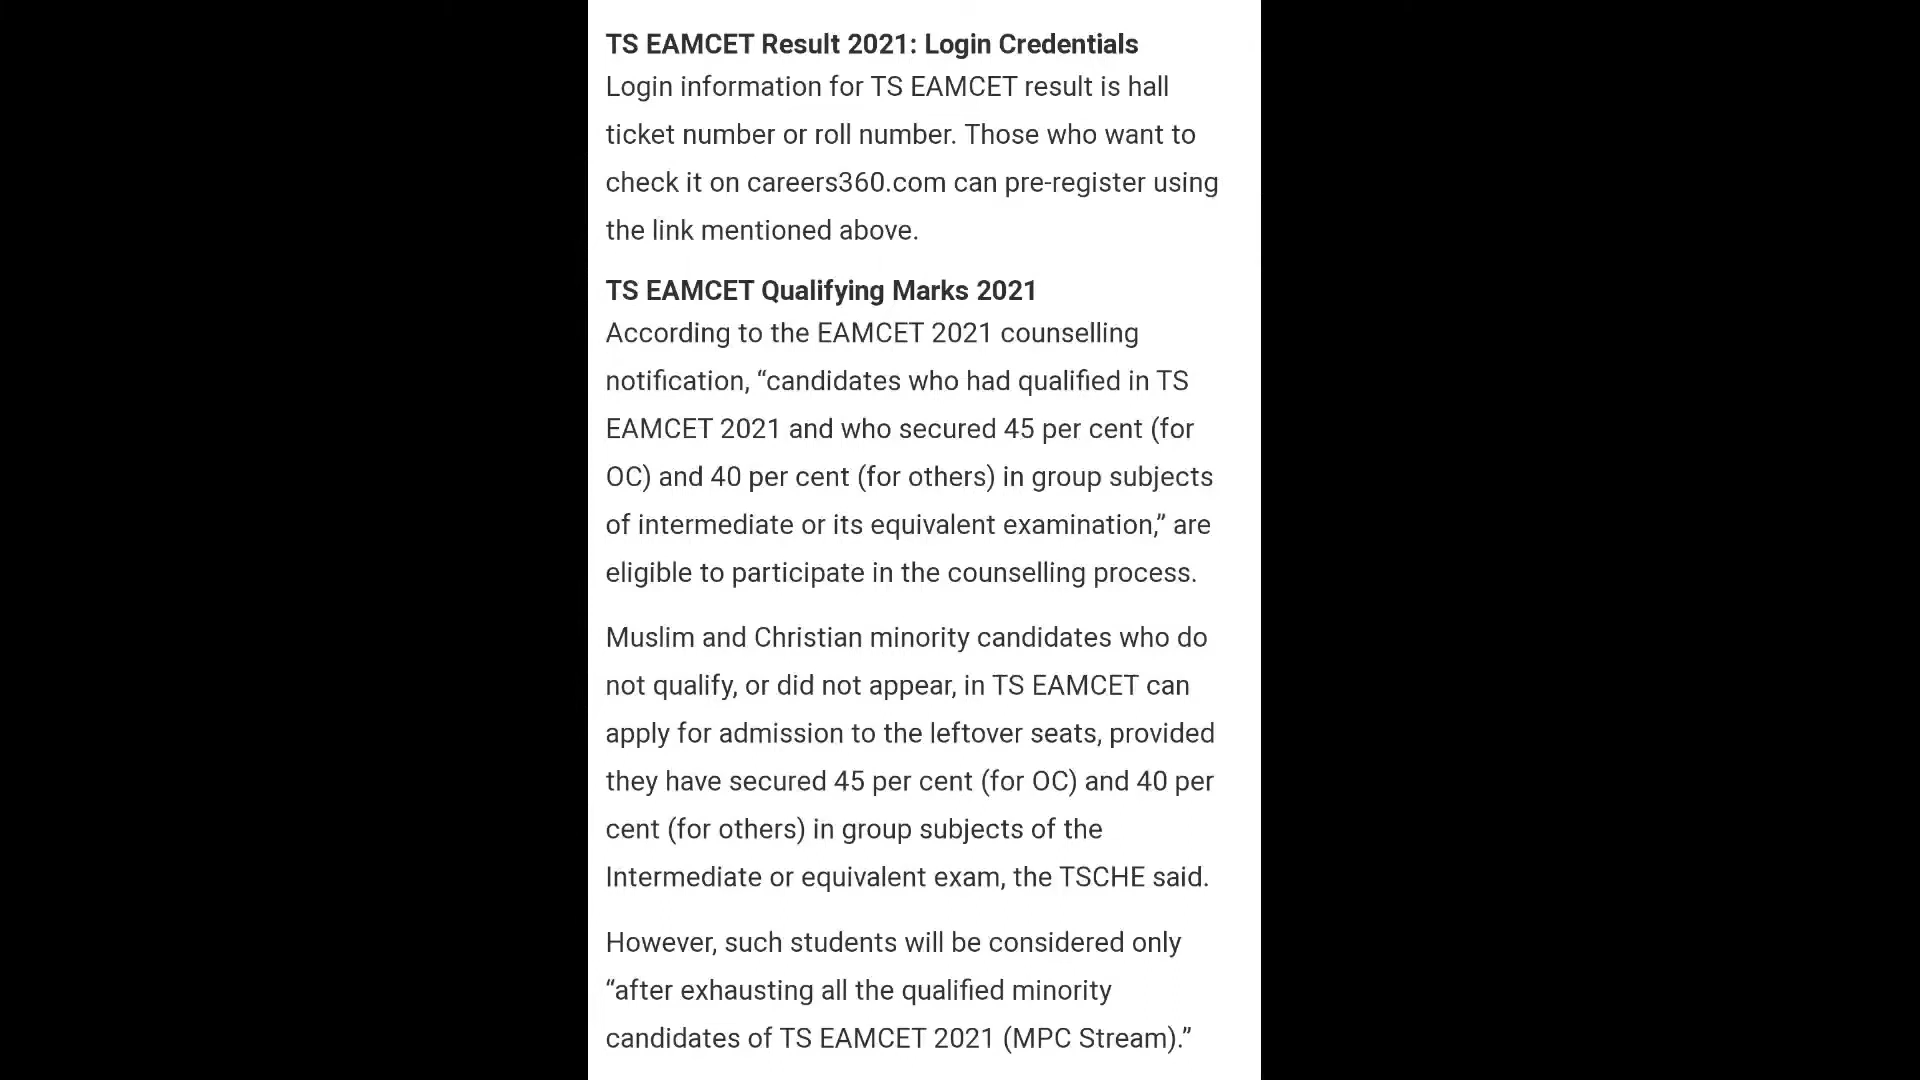 TS EAMCET Result 2021: Login Credentials
Login information for TS EAMCET result is hall
ticket number or roll number. Those who want to
check it on careers360.com can pre-register using
the link mentioned above.
TS EAMCET Qualifying Marks 2021
According to the EAMCET 2021 counselling
notification, “candidates who had qualified in TS
EAMCET 2021 and who secured 45 per cent (for
OC) and 40 per cent (for others) in group subjects
of intermediate or its equivalent examination,” are
eligible to participate in the counselling process.
Muslim and Christian minority candidates who do
not qualify, or did not appear, in TS EAMCET can
apply for admission to the leftover seats, provided
they have secured 45 per cent (for OC) and 40 per
cent (for others) in group subjects of the
Intermediate or equivalent exam, the TSCHE said.
However, such students will be considered only
“after exhausting all the qualified minority
candidates of TS EAMCET 2021 (MPC Stream).”